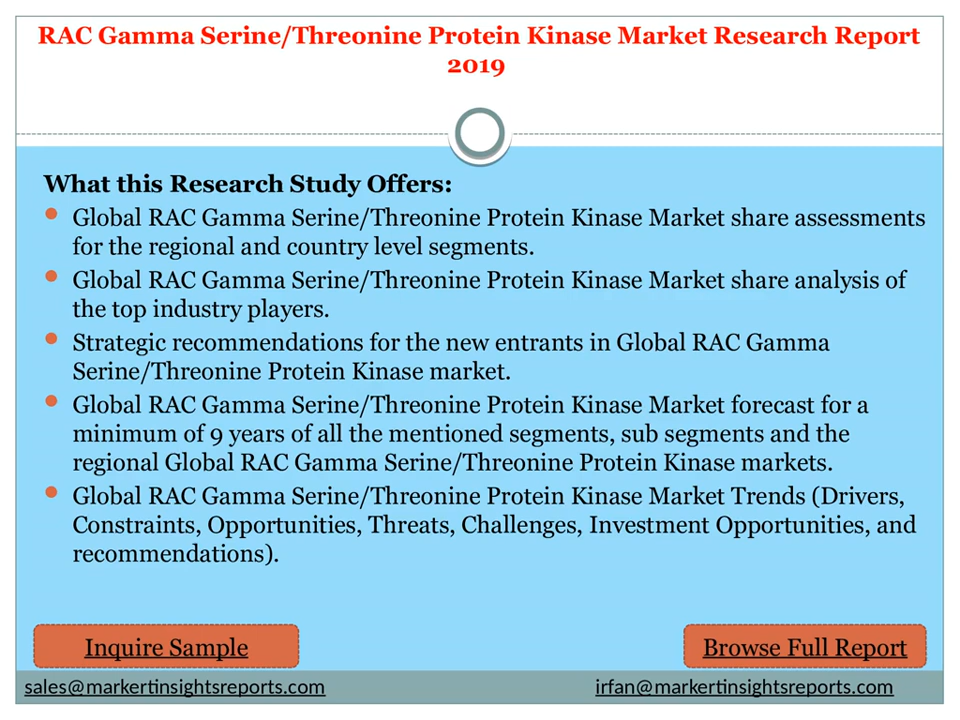 RAC Gamma Serine/Threonine Protein Kinase Market Research Report
2019
What this Research Study Offers:
Global RAC Gamma Serine/Threonine Protein Kinase Market share assessments
for the regional and country level segments.
Global RAC Gamma Serine/Threonine Protein Kinase Market share analysis of
the top industry players.
Strategic recommendations for the new entrants in Global RAC Gamma
Serine/Threonine Protein Kinase market.
Global RAC Gamma Serine/Threonine Protein Kinase Market forecast for a
minimum of 9 years of all the mentioned segments, sub segments and the
regional Global RAC Gamma Serine/Threonine Protein Kinase markets.
Global RAC Gamma Serine/Threonine Protein Kinase Market Trends (Drivers,
Constraints, Opportunities, Threats, Challenges, Investment Opportunities, and
recommendations).
Inquire Sample
Browse Full Report
sales@markertinsightsreports.com
irfan@markertinsightsreports.com